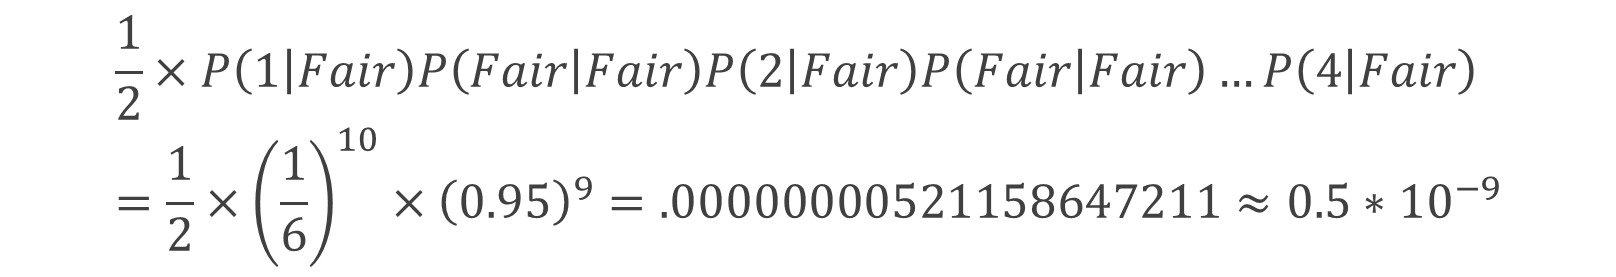 1/2 × P(1|Fair)P(Fair|Fair)P(2|Fair)P(Fair|Fair) … P(4|Fair)
= 1/2 × (1/6)^10 × (0.95)^9 = .00000000521158647211 ≈ 0.5 * 10^−9